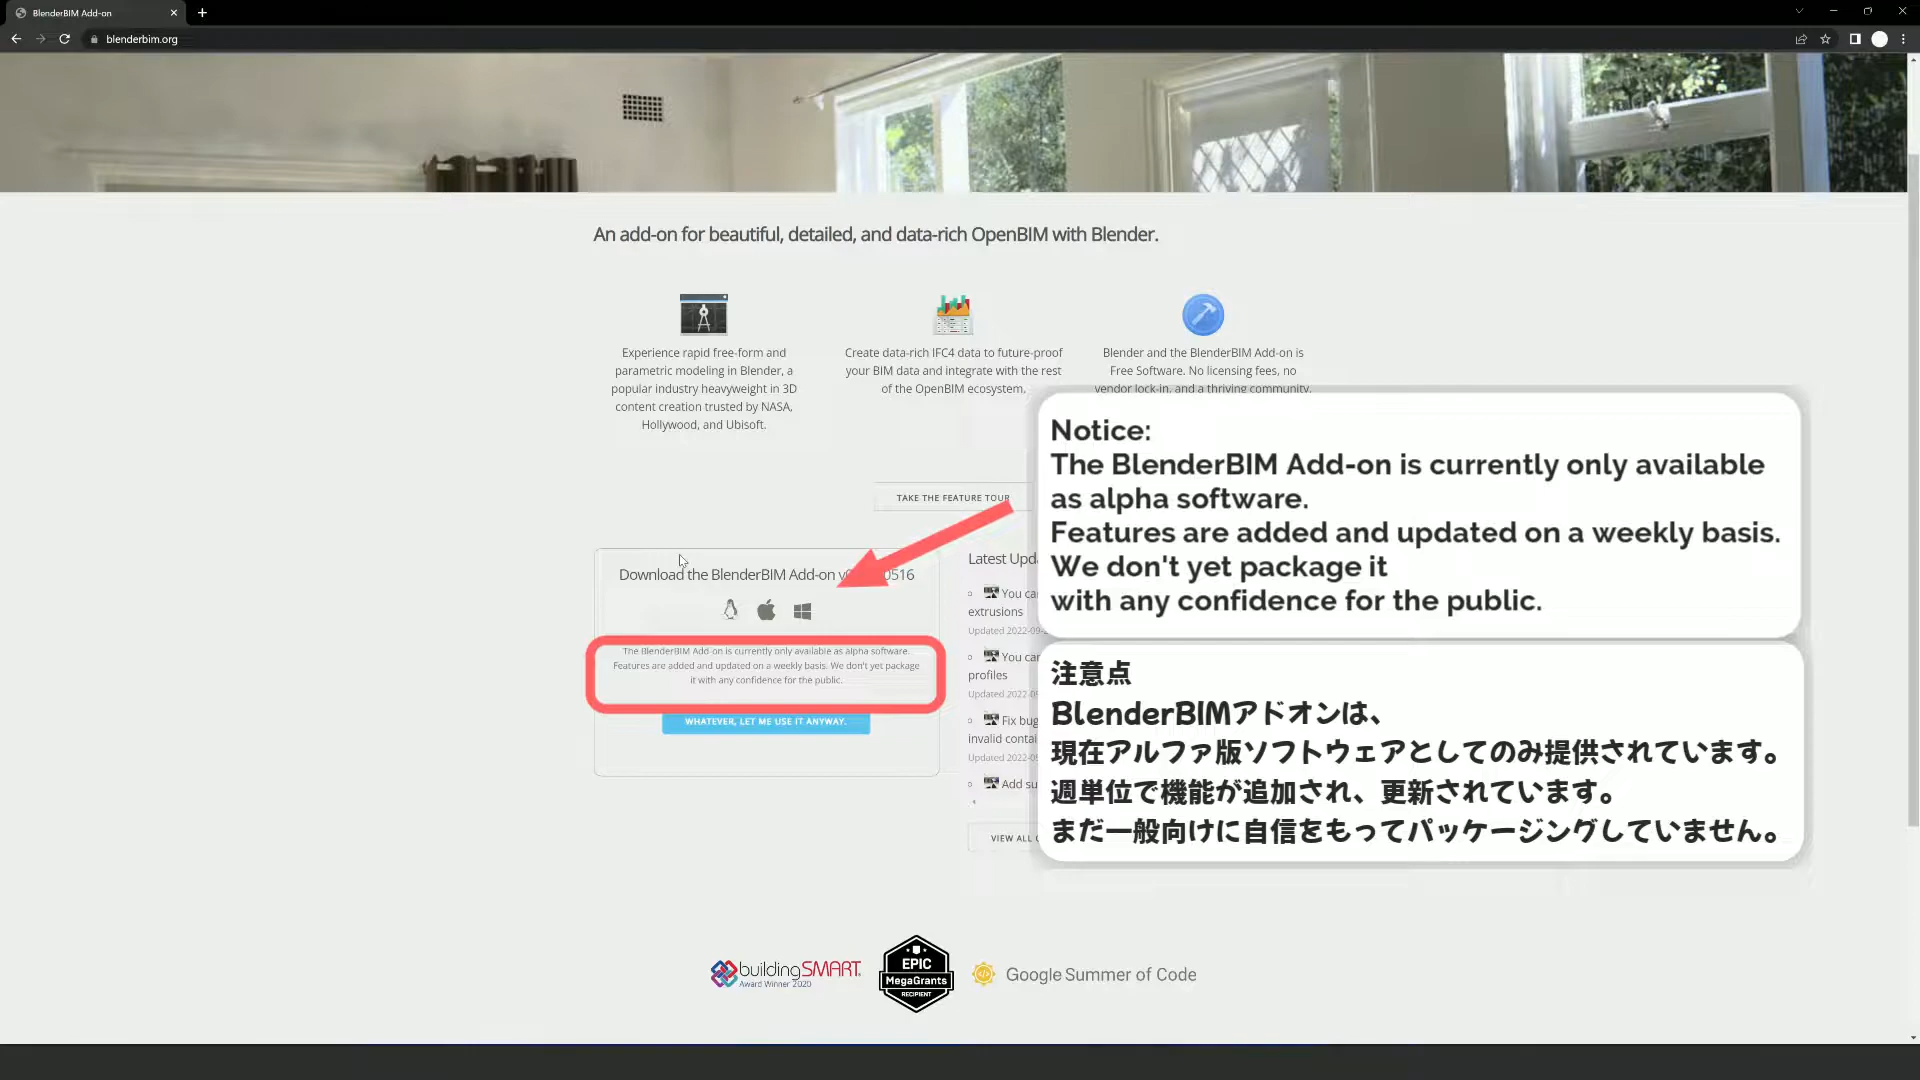 BlenderBIM Add-on
blenderbim.org
An add-on for beautiful, detailed, and data-rich OpenBIM with Blender.
Experience rapid free-form and
parametric modeling in Blender, a
popular industry heavyweight in 3D
content creation trusted by NASA,
Hollywood, and Ubisoft.
Create data-rich IFC4 data to future-proof
your BIM data and integrate with the rest
of the OpenBIM ecosystem.
Blender and the BlenderBIM Add-on is
Free Software. No licensing fees, no
vendor lock-in, and a thriving community.
TAKE THE FEATURE TOUR
Download the BlenderBIM Add-on
0516
The BlenderBIM Add-on is currently only available as alpha software.
Features are added and updated on a weekly basis. We don't yet package
it with any confidence for the public.
WHATEVER, LET ME USE IT ANYWAY.
Latest
You
extrusions
Updated
You
profiles
Updated
Fix
invalid
Updated
Add
VIEW ALL
Notice:
The BlenderBIM Add-on is currently only available
as alpha software.
Features are added and updated on a weekly basis.
We don't yet package it
with any confidence for the public.
注意点
BlenderBIMアドオンは、
現在アルファ版ソフトウェアとしてのみ提供されています。
週単位で機能が追加され、更新されています。
まだ一般向けに自信をもってパッケージングしていません。
buildingSMART
Award Winner 2020
EPIC
MegaGrants
RECIPIENT
Google Summer of Code